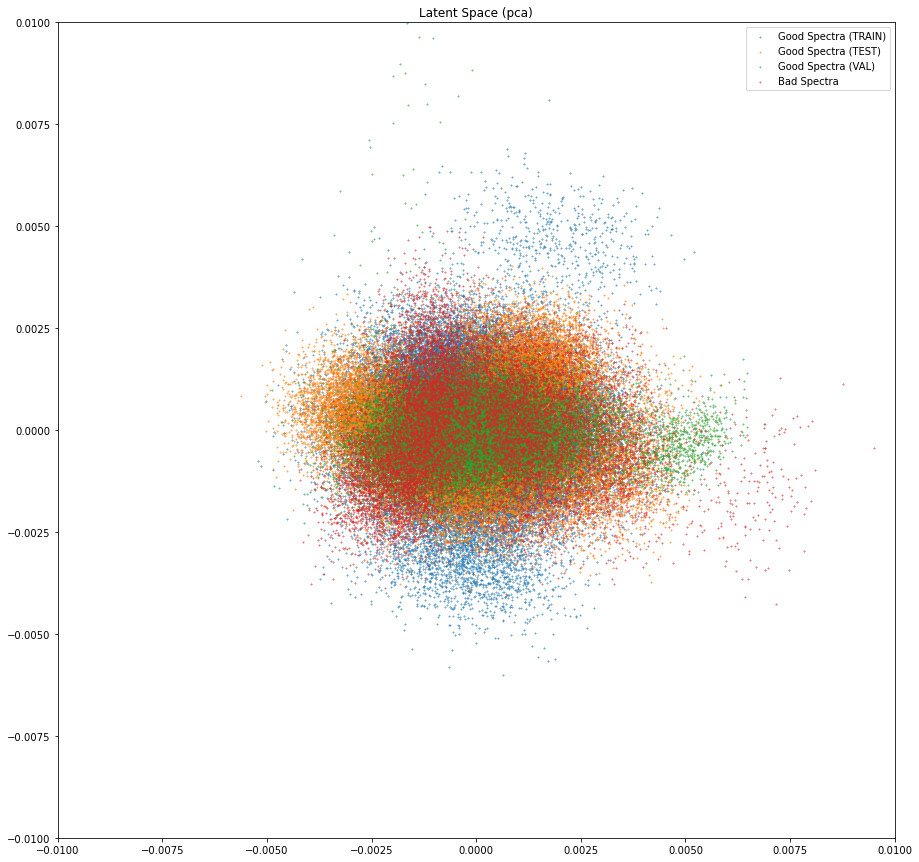 Latent Space (pca)
0.0100
0.0075
0.0050
0.0025
0.0000
−0.0025
−0.0050
−0.0075
−0.0100
Good Spectra (TRAIN)
Good Spectra (TEST)
Good Spectra (VAL)
Bad Spectra
−0.0100 −0.0075 −0.0050 −0.0025 0.0000 0.0025 0.0050 0.0075 0.0100